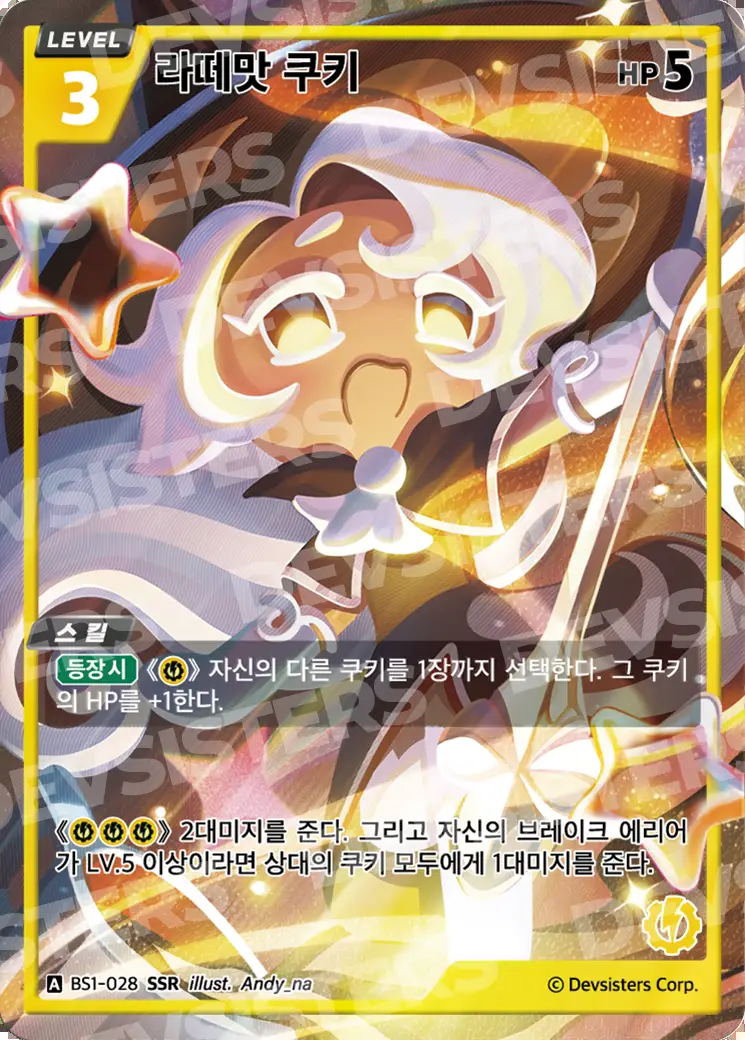 LEVEL
3
라떼맛 쿠키
HP 5
스킬
등장시 《》 자신의 다른 쿠키를 1장까지 선택한다. 그 쿠키
의 HP를 +1한다.
《》 2대미지를 준다. 그리고 자신의 브레이크 에리어
가 LV.5 이상이라면 상대의 쿠키 모두에게 1대미지를 준다.
A BS1-028 SSR illust. Andy_na
© Devsisters Corp.
DEVSISTERS